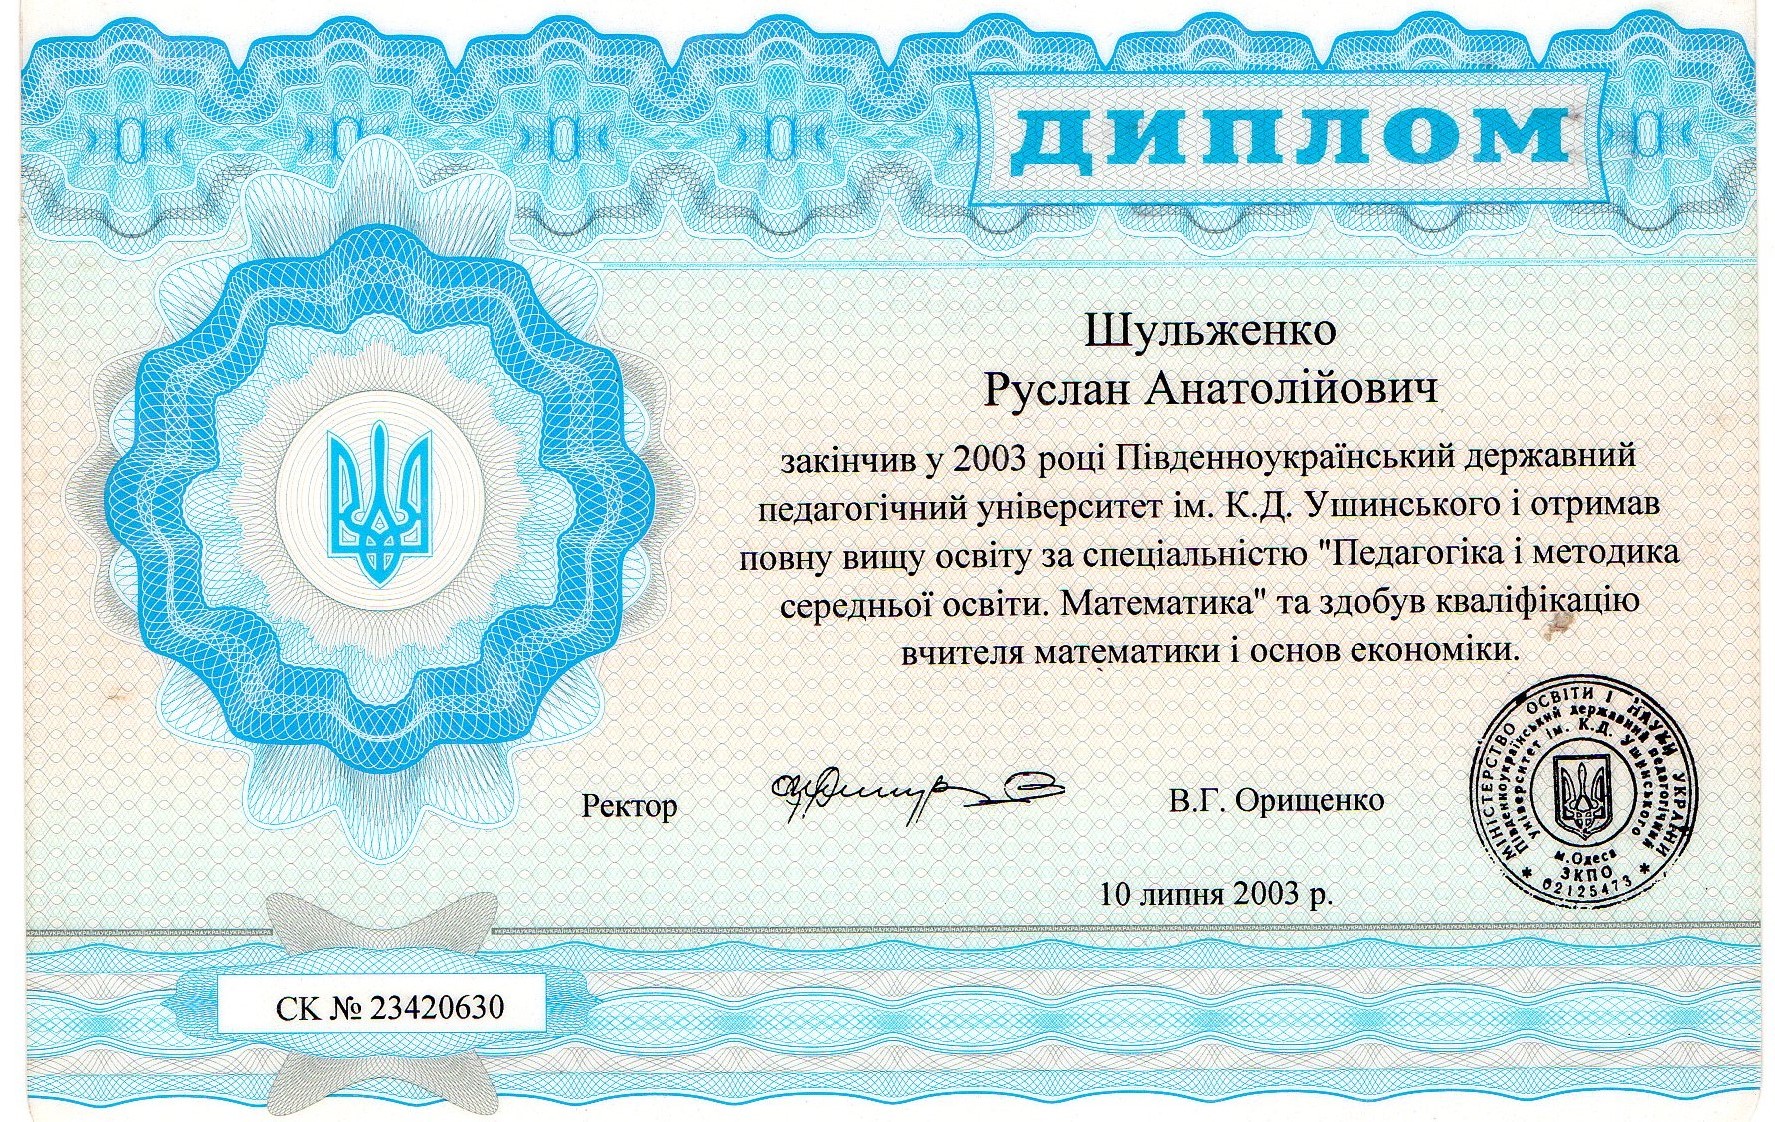 ДИПЛОМ
Шульженко
Руслан Анатолійович
закінчив у 2003 році Південноукраїнський державний
педагогічний університет ім. К.Д. Ушинського і отримав
повну вищу освіту за спеціальністю "Педагогіка і методика
середньої освіти. Математика" та здобув кваліфікацію
вчителя математики і основ економіки.
Ректор
В.Г. Орищенко
МІНІСТЕРСТВО ОСВІТИ І НАУКИ УКРАЇНИ
Південноукраїнський державний педагогічний
університет ім. К.Д. Ушинського
м.Одеса
ЗКПО
* 02125473 *
10 липня 2003 р.
СК № 23420630